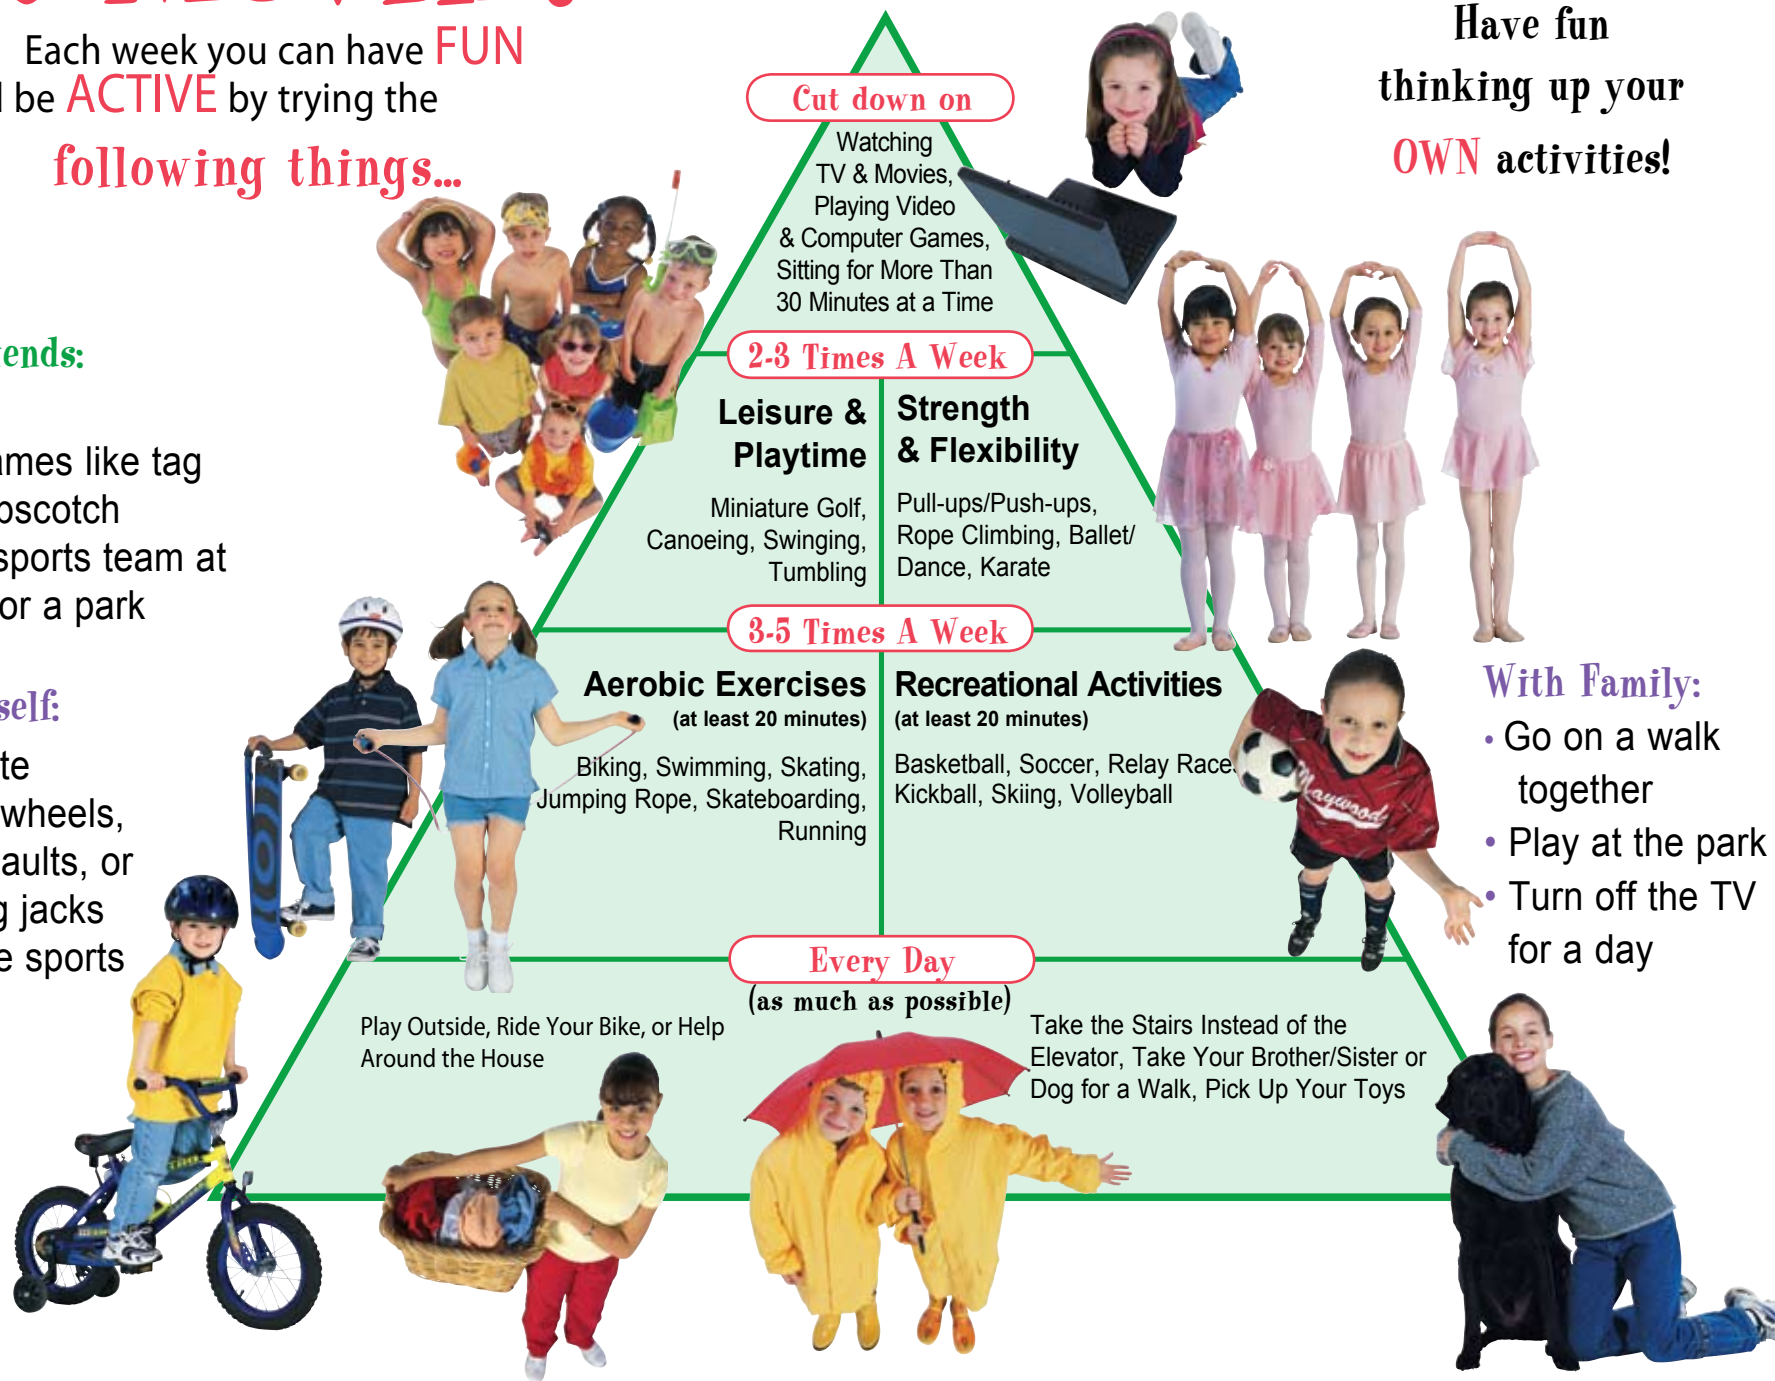 Each week you can have FUN
be ACTIVE by trying the
following things...
Have fun
thinking up your
OWN activities!
Cut down on
Watching
TV & Movies,
Playing Video
& Computer Games,
Sitting for More Than
30 Minutes at a Time
2-3 Times A Week
Leisure &
Playtime
Miniature Golf,
Canoeing, Swinging,
Tumbling
Strength
& Flexibility
Pull-ups/Push-ups,
Rope Climbing, Ballet/
Dance, Karate
3-5 Times A Week
Aerobic Exercises
(at least 20 minutes)
Biking, Swimming, Skating,
Jumping Rope, Skateboarding,
Running
Recreational Activities
(at least 20 minutes)
Basketball, Soccer, Relay Races
Kickball, Skiing, Volleyball
Maywood
Every Day
(as much as possible)
Play Outside, Ride Your Bike, or Help
Around the House
Take the Stairs Instead of the
Elevator, Take Your Brother/Sister or
Dog for a Walk, Pick Up Your Toys
ends:
ames like tag
pscotch
sports team at
or a park
self:
te
wheels,
aults, or
g jacks
e sports
With Family:
• Go on a walk
together
• Play at the park
• Turn off the TV
for a day